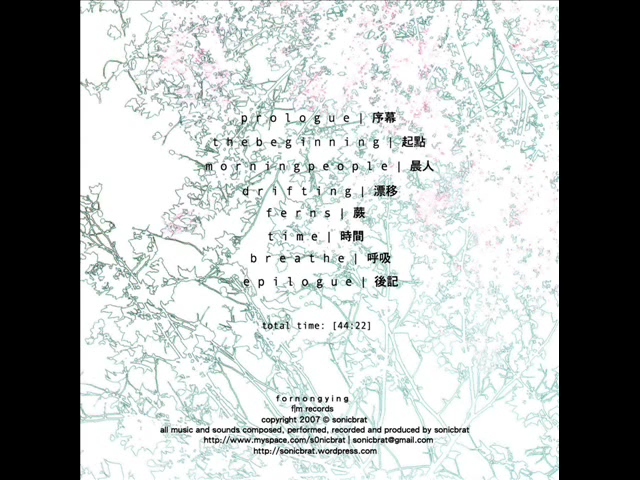 p r o l o g u e | 序幕
t h e b e g i n n i n g | 起點
m o r n i n g p e o p l e | 晨人
d r i f t i n g | 漂移
f e r n s | 蕨
t i m e | 時間
b r e a t h e | 呼吸
e p i l o g u e | 後記
total time: [44:22]
f o r n o n g y i n g
f|m records
copyright 2007 © sonicbrat
all music and sounds composed, performed, recorded and produced by sonicbrat
http://www.myspace.com/s0nicbrat | sonicbrat@gmail.com
http://sonicbrat.wordpress.com